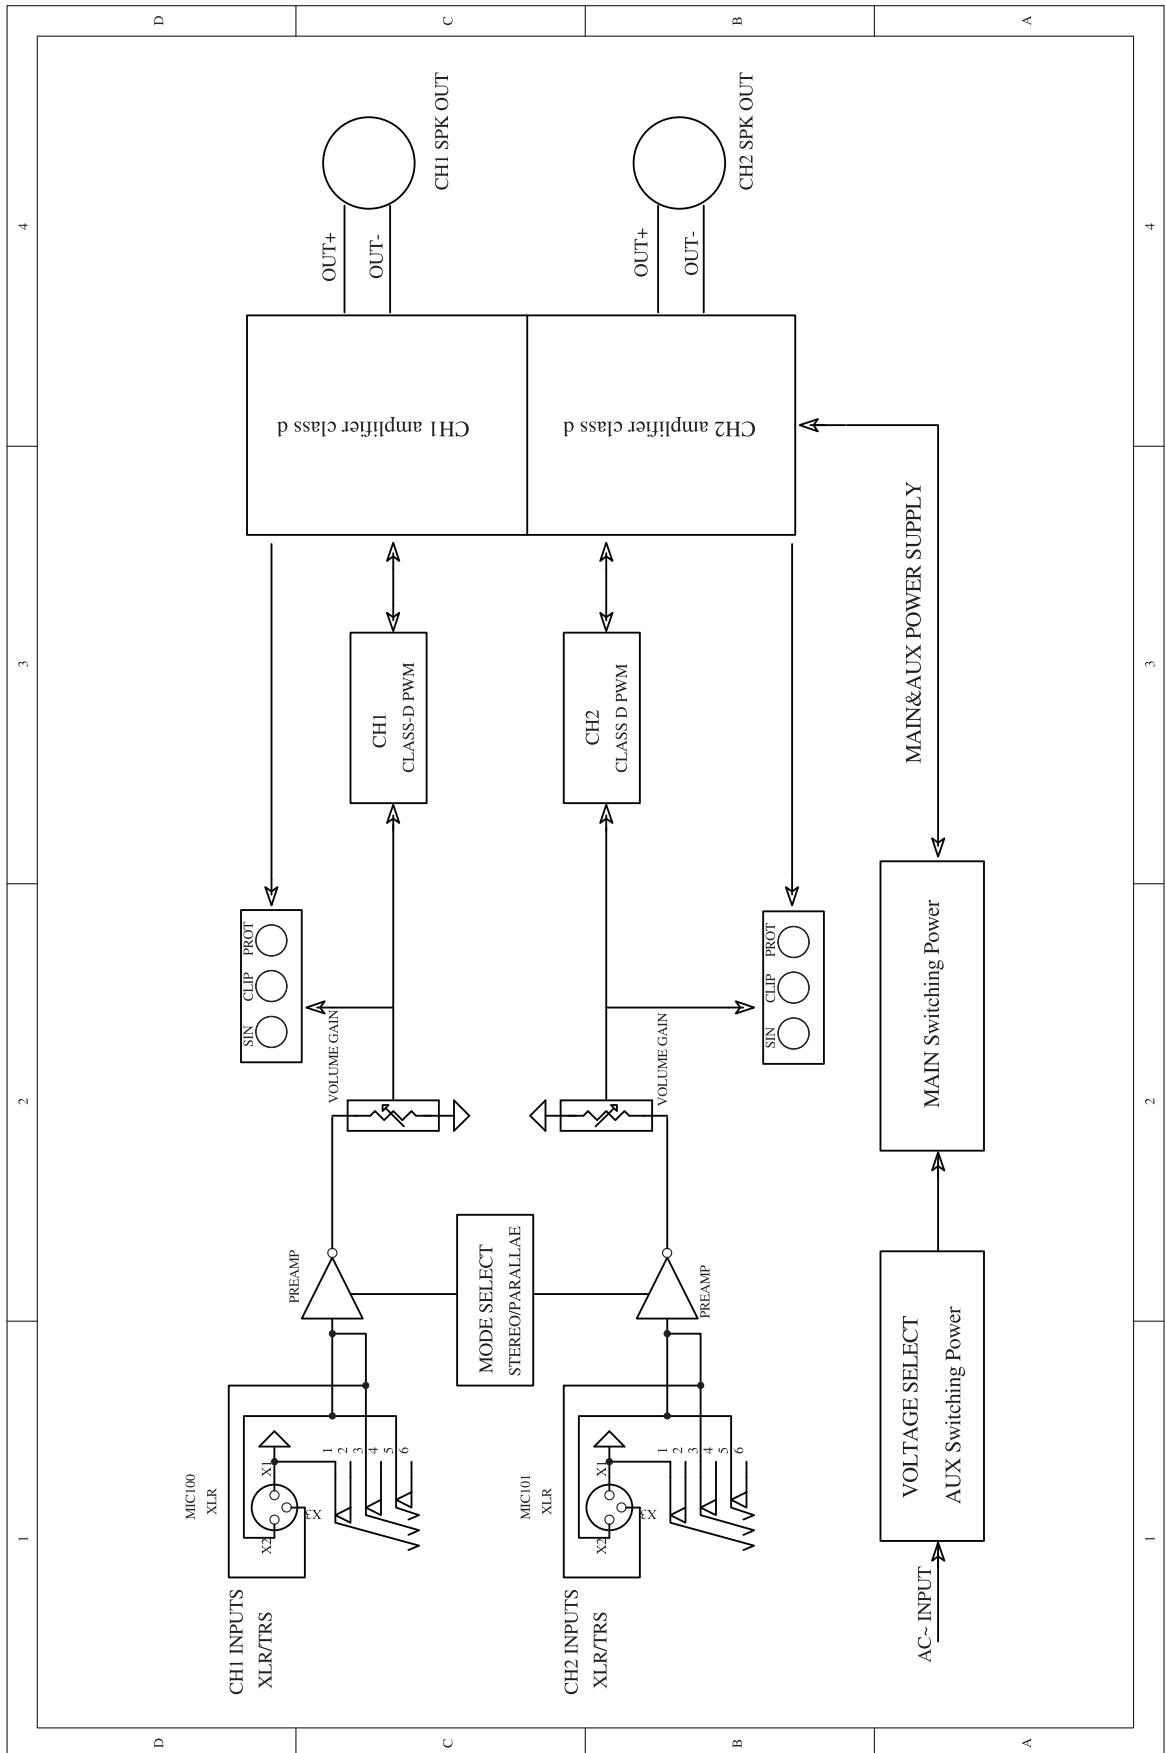 1
2
3
4
D
C
B
A
CH1 INPUTS
XLR/TRS
MIC100
XLR
X1
X2
X3
1
2
3
4
5
6
PREAMP
VOLUME GAIN
SIN
CLIP
PROT
CH1
CLASS-D PWM
CH1 amplifier class d
OUT+
OUT-
CH1 SPK OUT
MODE SELECT
STEREO/PARALLAE
CH2 INPUTS
XLR/TRS
MIC101
XLR
X1
X2
X3
1
2
3
4
5
6
PREAMP
VOLUME GAIN
SIN
CLIP
PROT
CH2
CLASS D PWM
CH2 amplifier class d
OUT+
OUT-
CH2 SPK OUT
AC~ INPUT
VOLTAGE SELECT
AUX Switching Power
MAIN Switching Power
MAIN&AUX POWER SUPPLY
D
C
B
A
1
2
3
4